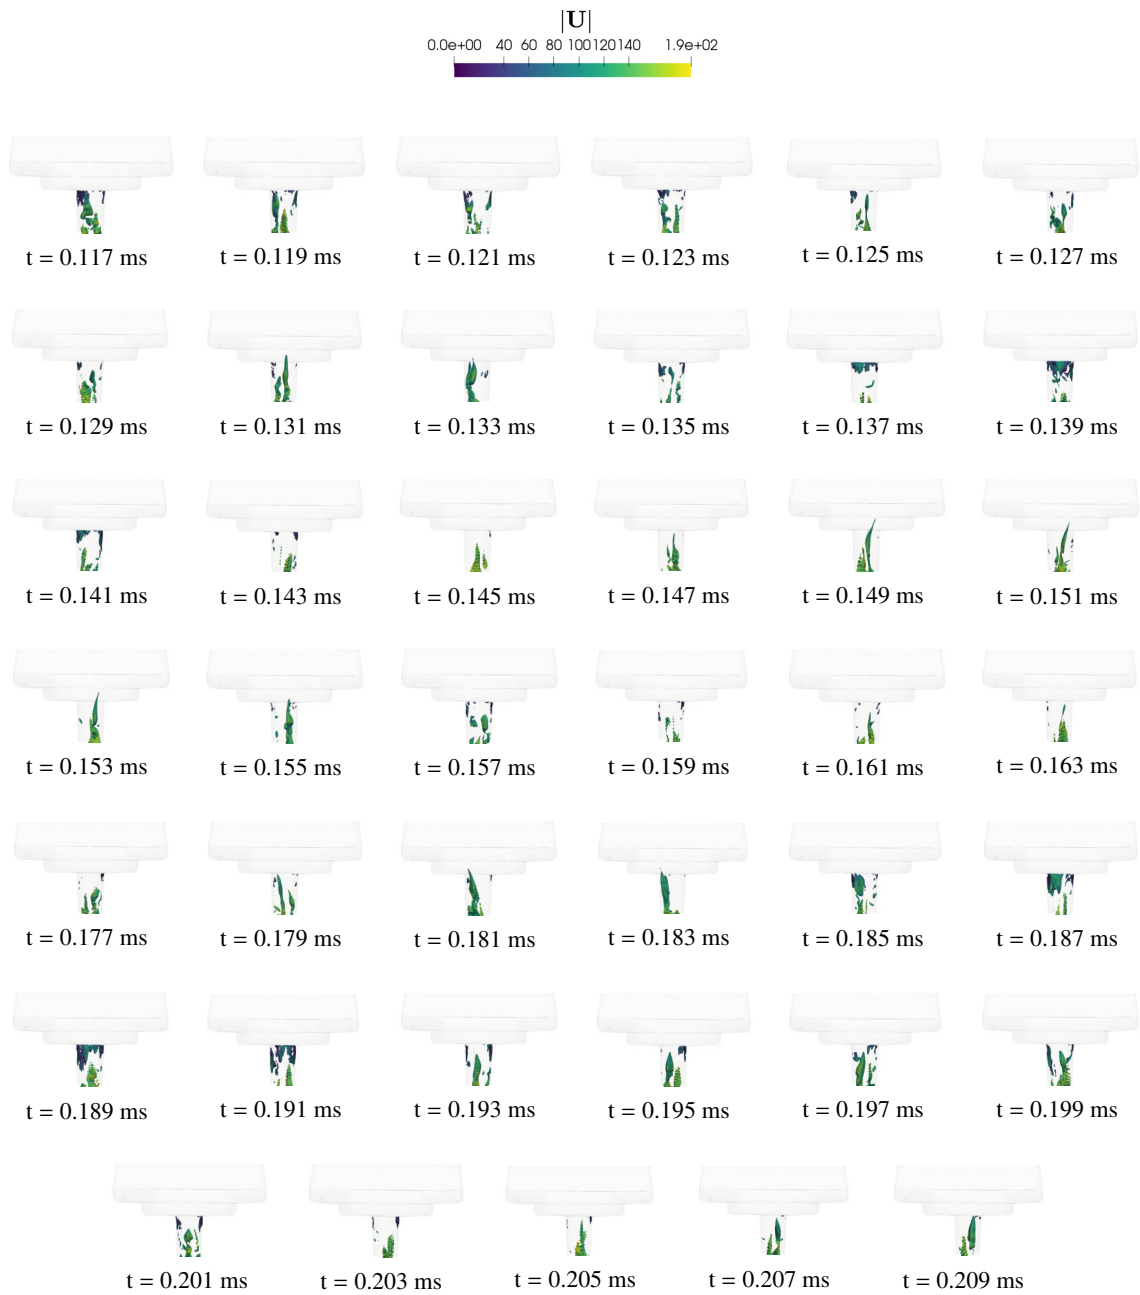 |U|
0.0e+00 40 60 80 100 120 140 1.9e+02
t = 0.117 ms t = 0.119 ms t = 0.121 ms t = 0.123 ms t = 0.125 ms t = 0.127 ms
t = 0.129 ms t = 0.131 ms t = 0.133 ms t = 0.135 ms t = 0.137 ms t = 0.139 ms
t = 0.141 ms t = 0.143 ms t = 0.145 ms t = 0.147 ms t = 0.149 ms t = 0.151 ms
t = 0.153 ms t = 0.155 ms t = 0.157 ms t = 0.159 ms t = 0.161 ms t = 0.163 ms
t = 0.177 ms t = 0.179 ms t = 0.181 ms t = 0.183 ms t = 0.185 ms t = 0.187 ms
t = 0.189 ms t = 0.191 ms t = 0.193 ms t = 0.195 ms t = 0.197 ms t = 0.199 ms
t = 0.201 ms t = 0.203 ms t = 0.205 ms t = 0.207 ms t = 0.209 ms